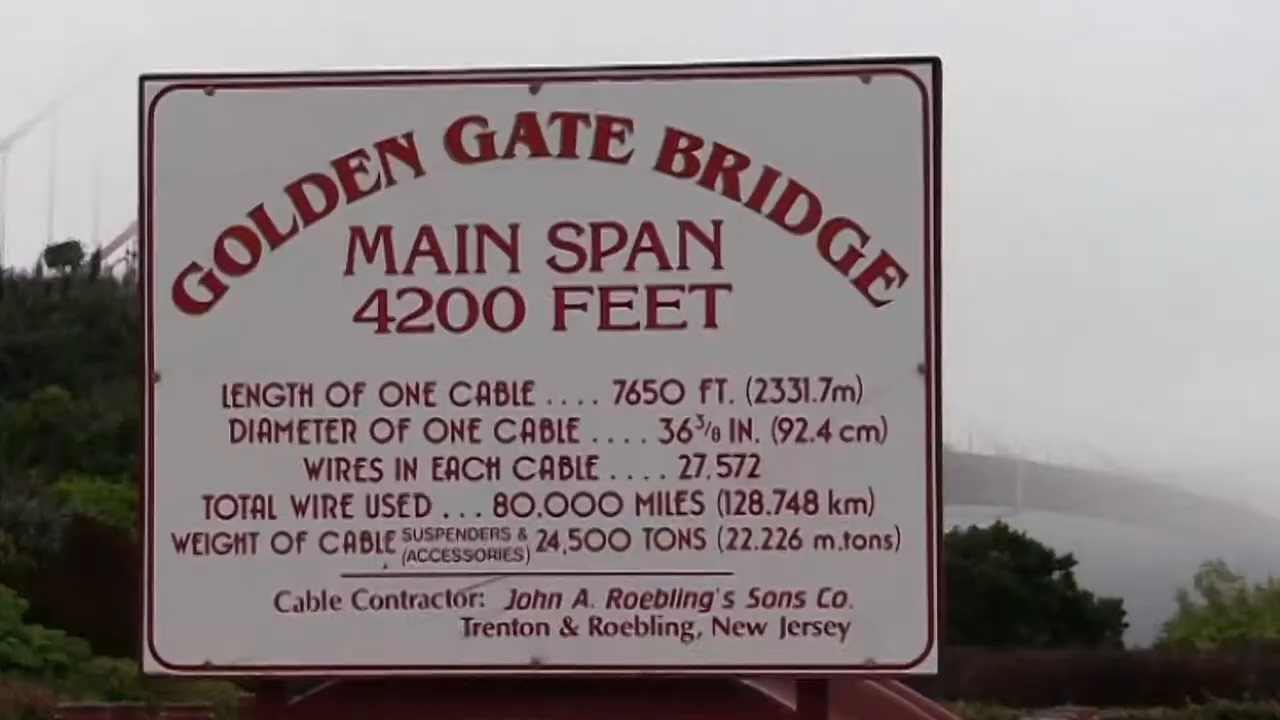 GOLDEN GATE BRIDGE
MAIN SPAN
4200 FEET
LENGTH OF ONE CABLE .... 7650 FT. (2331.7m)
DIAMETER OF ONE CABLE .... 36 3/8 IN. (92.4 cm)
WIRES IN EACH CABLE .... 27,572
TOTAL WIRE USED ... 80,000 MILES (128,748 km)
WEIGHT OF CABLE SUSPENDERS & (ACCESSORIES) 24,500 TONS (22,226 m.tons)
Cable Contractor: John A. Roebling's Sons Co.
Trenton & Roebling, New Jersey